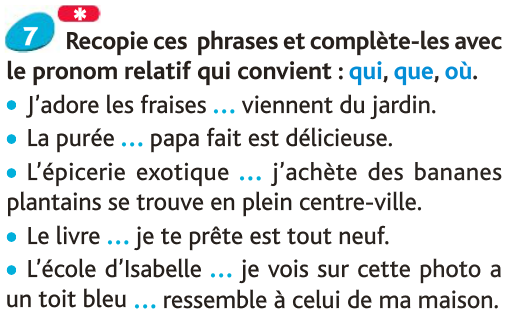 7 *
Recopie ces phrases et complète-les avec
le pronom relatif qui convient : qui, que, où.
• J'adore les fraises ... viennent du jardin.
• La purée ... papa fait est délicieuse.
• L'épicerie exotique ... j'achète des bananes
plantains se trouve en plein centre-ville.
• Le livre ... je te prête est tout neuf.
• L'école d'Isabelle ... je vois sur cette photo a
un toit bleu ... ressemble à celui de ma maison.